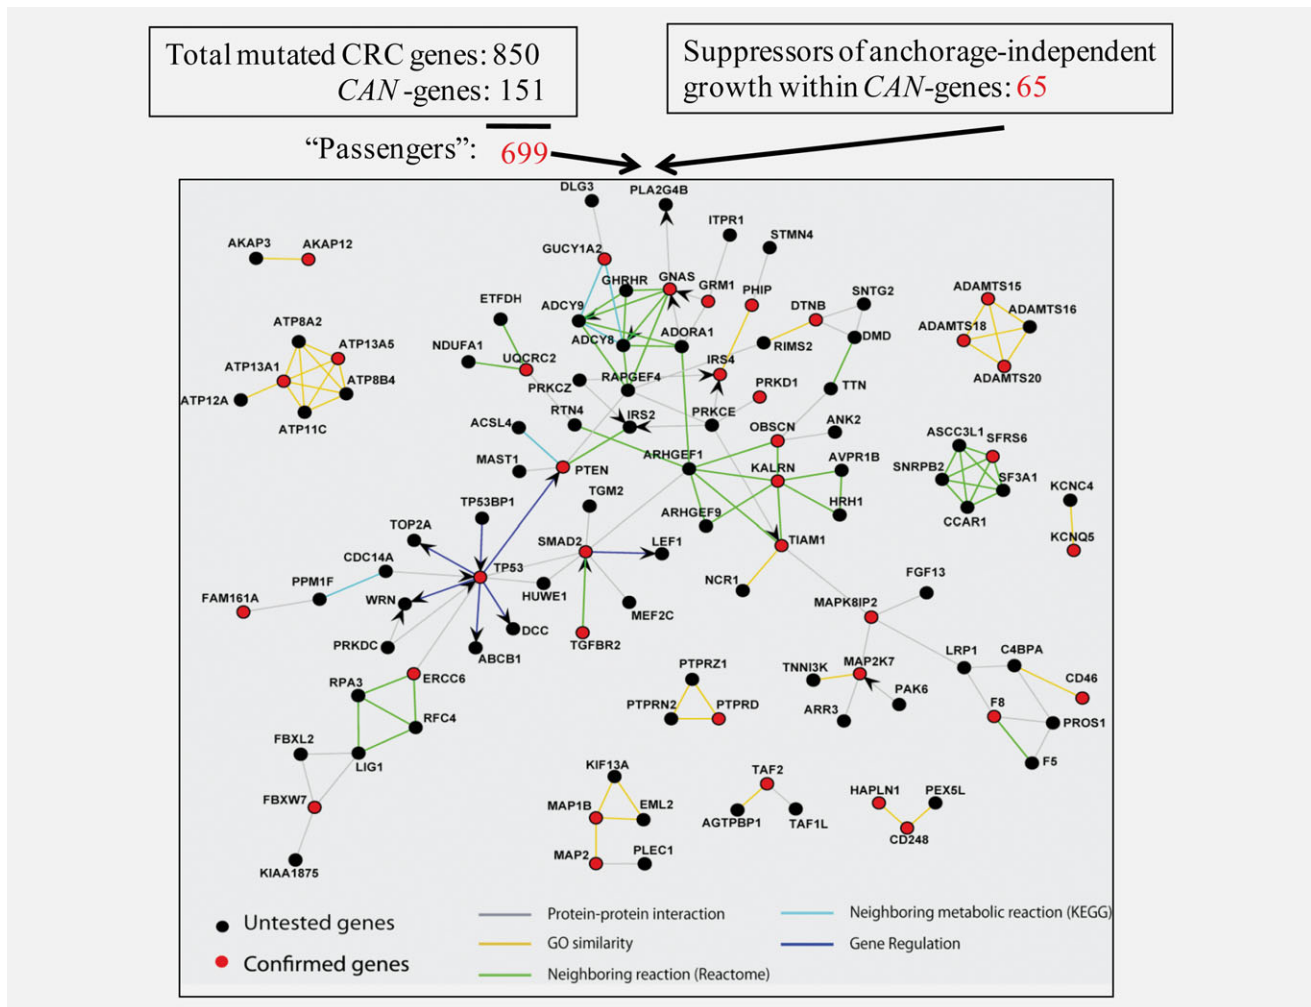 Total mutated CRC genes: 850
CAN-genes: 151
Suppressors of anchorage-independent
growth within CAN-genes: 65
“Passengers”: 699
DLG3
PLA2G4B
ITPR1
STMN4
AKAP3
AKAP12
GUCY1A2
GHRHR
GNAS
GRM1
PHIP
SNTG2
DTNB
ADAMTS15
ADAMTS16
ETFDH
ADCY9
ADORA1
ADCY8
RIMS2
DMD
ADAMTS18
ADAMTS20
ATP8A2
ATP13A5
ATP13A1
ATP8B4
ATP12A
ATP11C
NDUFA1
UQCRC2
PRKCZ
RAPGEF4
IRS4
PRKD1
TTN
ACSL4
RTN4
IRS2
PRKCE
OBSCN
ANK2
MAST1
PTEN
ARHGEF1
KALRN
AVPR1B
HRH1
ASCC3L1
SFRS6
SNRPB2
SF3A1
CCAR1
KCNC4
KCNQ5
TP53BP1
TGM2
ARHGEF9
TOP2A
SMAD2
LEF1
TIAM1
CDC14A
TP53
HUWE1
NCR1
FGF13
PPM1F
FAM161A
WRN
MEF2C
MAPK8IP2
PRKDC
DCC
ABCB1
TGFBR2
ERCC6
RPA3
RFC4
PTPRZ1
PTPRN2
PTPRD
TNNI3K
MAP2K7
PAK6
ARR3
LRP1
C4BPA
CD46
F8
PROS1
F5
FBXL2
LIG1
FBXW7
KIAA1875
KIF13A
MAP1B
EML2
MAP2
PLEC1
TAF2
AGTPBP1
TAF1L
HAPLN1
PEX5L
CD248
Untested genes
Confirmed genes
Protein-protein interaction
GO similarity
Neighboring reaction (Reactome)
Neighboring metabolic reaction (KEGG)
Gene Regulation